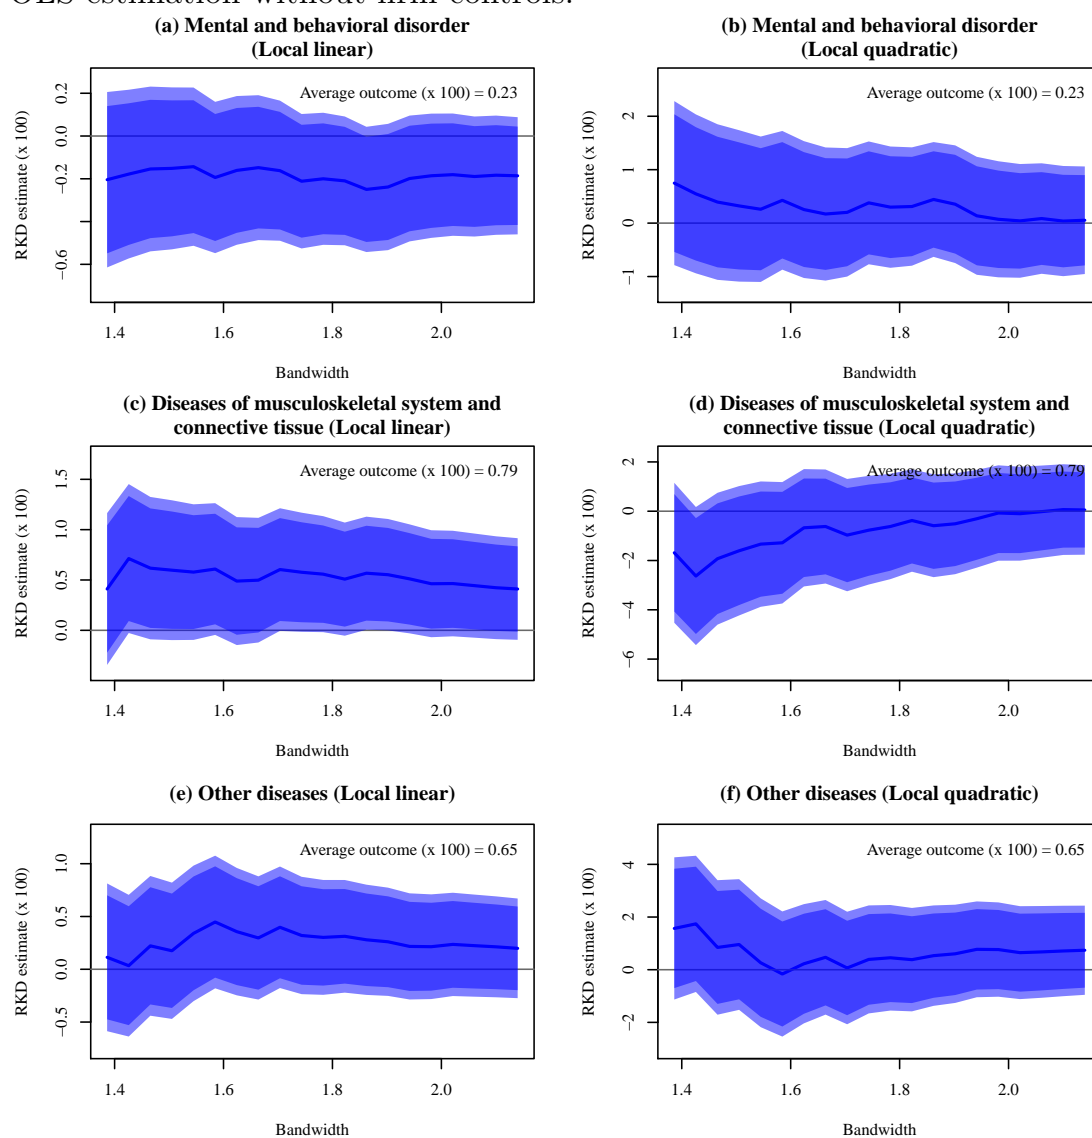 OLS estimation without firm controls.
(a) Mental and behavioral disorder
(Local linear)
Average outcome (x 100) = 0.23
RKD estimate (x 100)
0.2
0.0
−0.2
−0.6
1.4 1.6 1.8 2.0
Bandwidth
(b) Mental and behavioral disorder
(Local quadratic)
Average outcome (x 100) = 0.23
RKD estimate (x 100)
2
1
0
−1
1.4 1.6 1.8 2.0
Bandwidth
(c) Diseases of musculoskeletal system and
connective tissue (Local linear)
Average outcome (x 100) = 0.79
RKD estimate (x 100)
1.5
1.0
0.5
0.0
1.4 1.6 1.8 2.0
Bandwidth
(d) Diseases of musculoskeletal system and
connective tissue (Local quadratic)
Average outcome (x 100) = 0.79
RKD estimate (x 100)
2
0
−2
−4
−6
1.4 1.6 1.8 2.0
Bandwidth
(e) Other diseases (Local linear)
Average outcome (x 100) = 0.65
RKD estimate (x 100)
1.0
0.5
0.0
−0.5
1.4 1.6 1.8 2.0
Bandwidth
(f) Other diseases (Local quadratic)
Average outcome (x 100) = 0.65
RKD estimate (x 100)
4
2
0
−2
1.4 1.6 1.8 2.0
Bandwidth